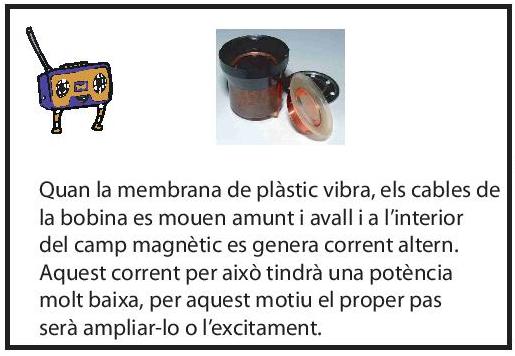 Quan la membrana de plàstic vibra, els cables de
la bobina es mouen amunt i avall i a l'interior
del camp magnètic es genera corrent altern.
Aquest corrent per això tindrà una potència
molt baixa, per aquest motiu el proper pas
serà ampliar-lo o l'excitament.